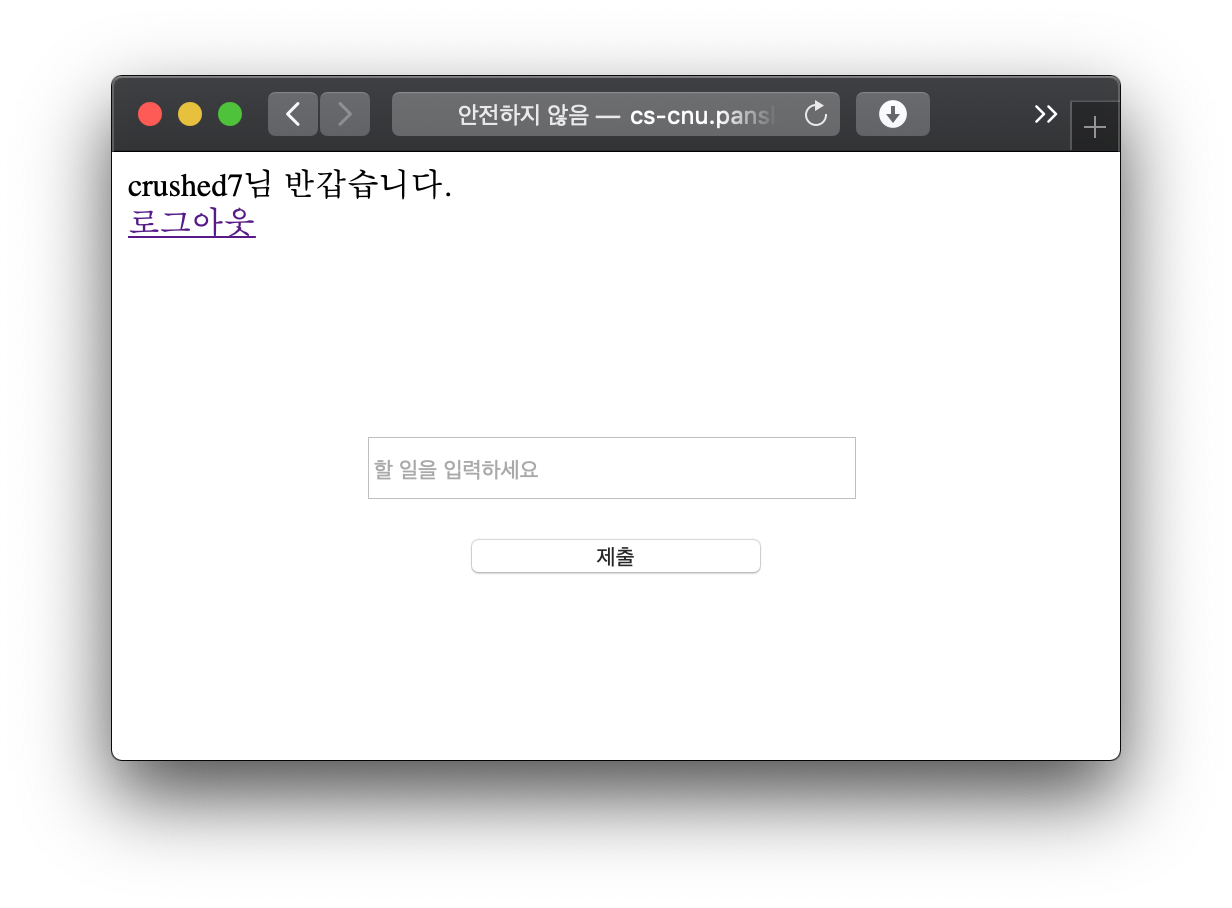 안전하지 않음 — cs-cnu.pans
crushed7님 반갑습니다.
로그아웃
할 일을 입력하세요
제출